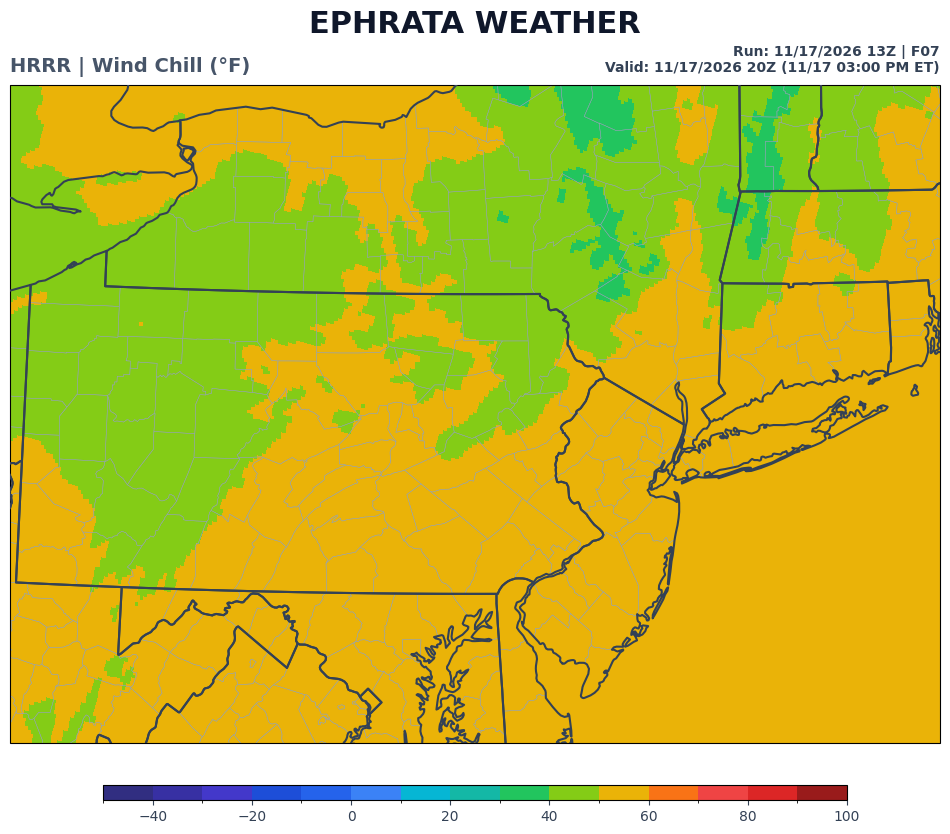 EPHRATA WEATHER
HRRR | Wind Chill (°F)
Run: 11/17/2026 13Z | F07
Valid: 11/17/2026 20Z (11/17 03:00 PM ET)
−40 −20 0 20 40 60 80 100